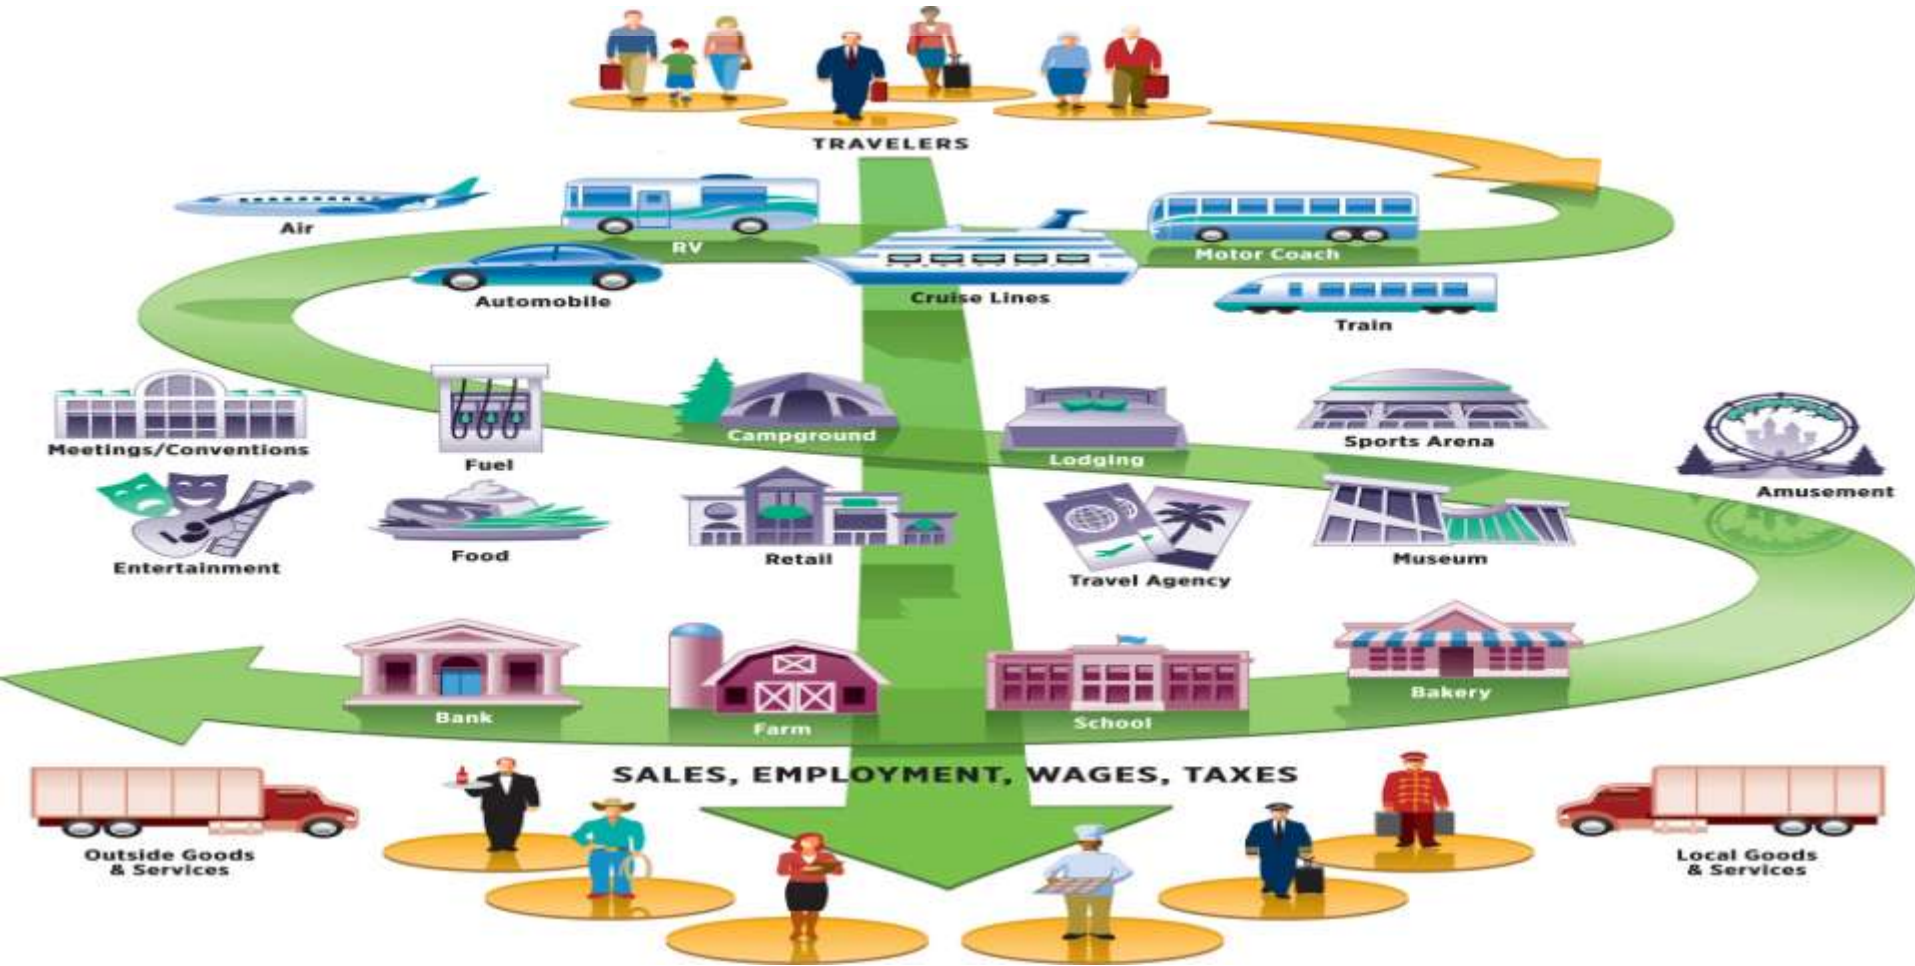 TRAVELERS
Air
RV
Motor Coach
Automobile
Cruise Lines
Train
Meetings/Conventions
Fuel
Campground
Lodging
Sports Arena
Amusement
Entertainment
Food
Retail
Travel Agency
Museum
Bank
Farm
School
Bakery
SALES, EMPLOYMENT, WAGES, TAXES
Outside Goods
& Services
Local Goods
& Services